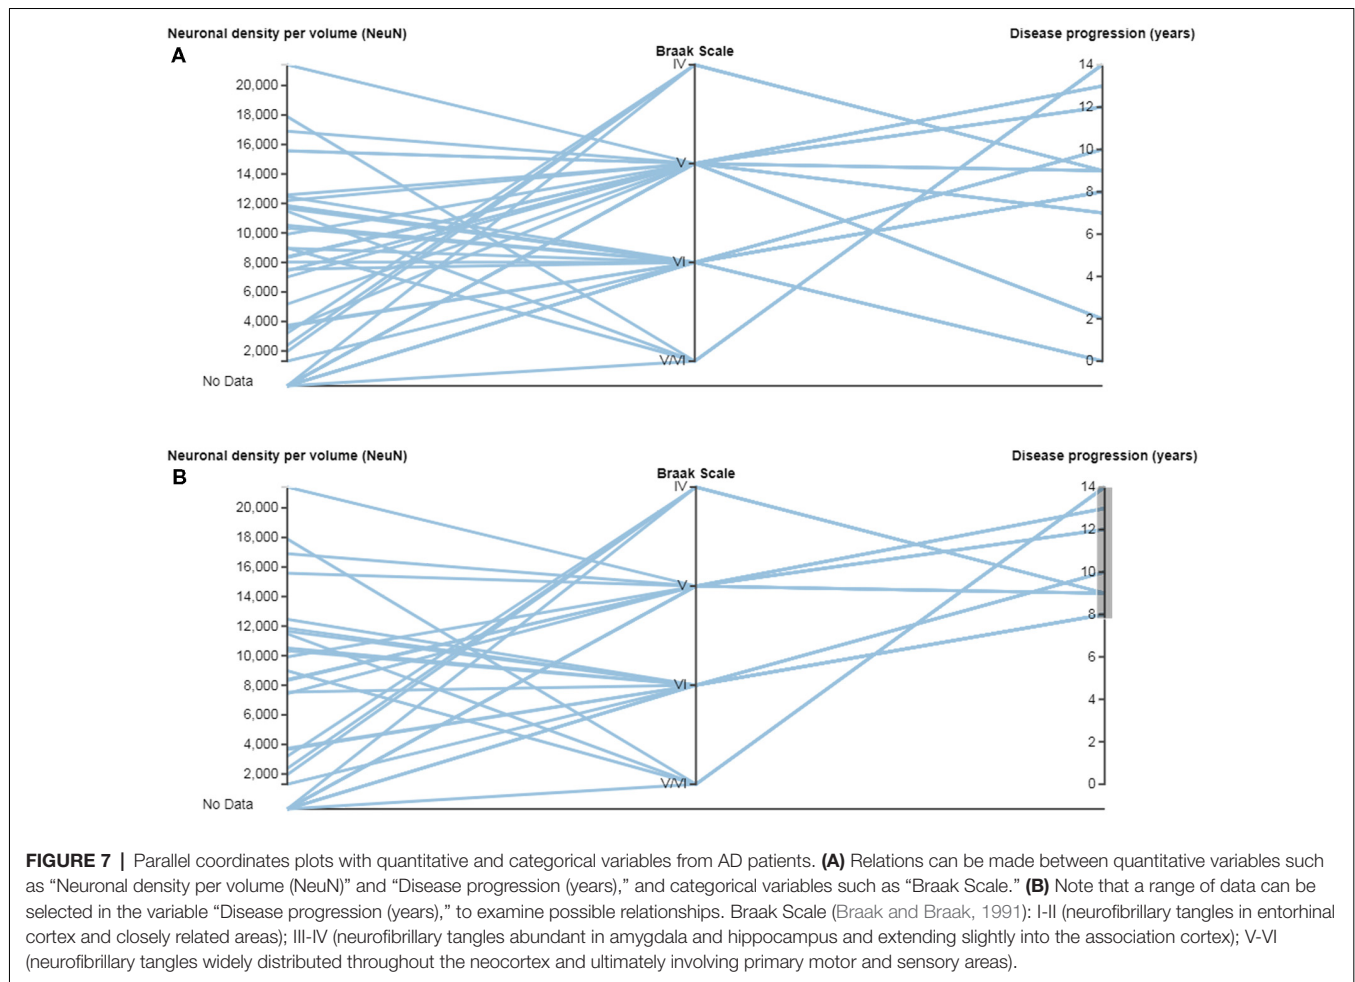 Neuronal density per volume (NeuN)
Disease progression (years)
A
Braak Scale
IV
14
20,000
18,000
12
16,000
V
10
14,000
12,000
8
10,000
6
8,000
VI
6,000
4
4,000
2
2,000
V/VI
0
No Data
Neuronal density per volume (NeuN)
Disease progression (years)
B
Braak Scale
IV
14
20,000
18,000
12
16,000
V
10
14,000
12,000
8
10,000
6
8,000
VI
6,000
4
4,000
2
2,000
V/VI
0
No Data
FIGURE 7 | Parallel coordinates plots with quantitative and categorical variables from AD patients. (A) Relations can be made between quantitative variables such
as “Neuronal density per volume (NeuN)” and “Disease progression (years),” and categorical variables such as “Braak Scale.” (B) Note that a range of data can be
selected in the variable “Disease progression (years),” to examine possible relationships. Braak Scale (Braak and Braak, 1991): I-II (neurofibrillary tangles in entorhinal
cortex and closely related areas); III-IV (neurofibrillary tangles abundant in amygdala and hippocampus and extending slightly into the association cortex); V-VI
(neurofibrillary tangles widely distributed throughout the neocortex and ultimately involving primary motor and sensory areas).